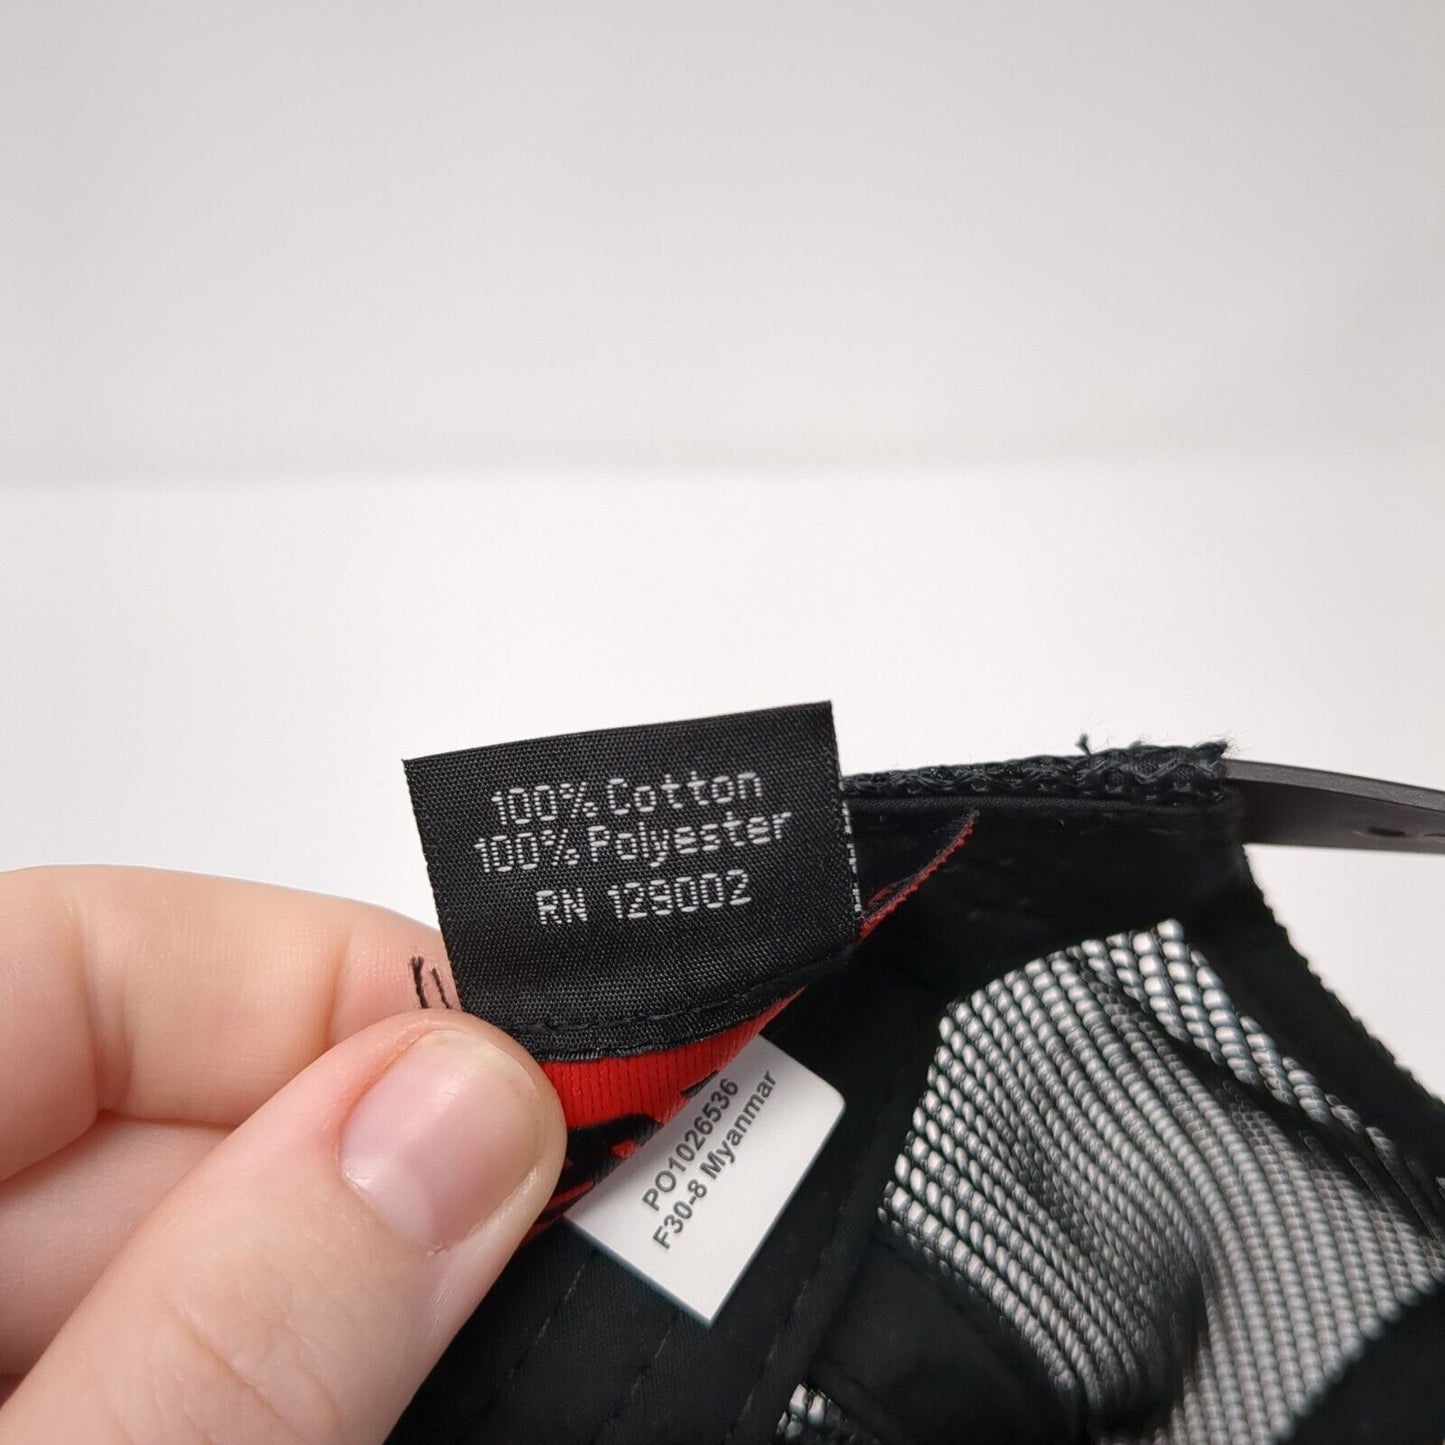 100% Cotton
100% Polyester
RN 129002
PO1026536
F30-8 Myanmar